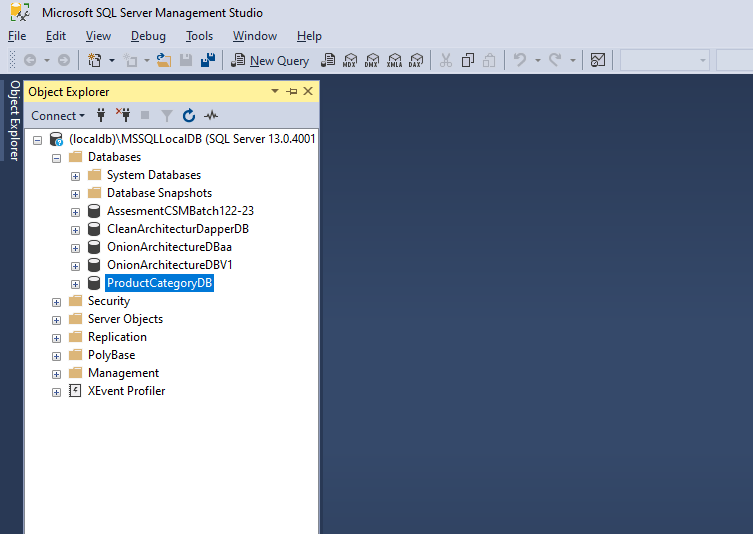 Microsoft SQL Server Management Studio
File Edit View Debug Tools Window Help
New Query MDX DMX XMLA DAX
Object Explorer
Object Explorer
Connect
(localdb)\MSSQLLocalDB (SQL Server 13.0.4001
Databases
System Databases
Database Snapshots
AssesmentCSMBatch122-23
CleanArchitecturDapperDB
OnionArchitectureDBaa
OnionArchitectureDBV1
ProductCategoryDB
Security
Server Objects
Replication
PolyBase
Management
XEvent Profiler